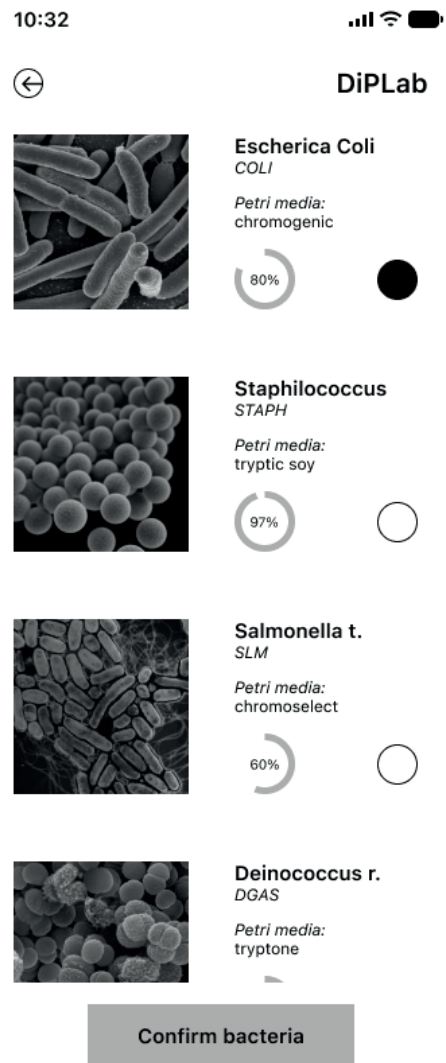 10:32
DiPLab
Escherica Coli
COLI
Petri media:
chromogenic
80%
Staphilococcus
STAPH
Petri media:
tryptic soy
97%
Salmonella t.
SLM
Petri media:
chromoselect
60%
Deinococcus r.
DGAS
Petri media:
tryptone
Confirm bacteria